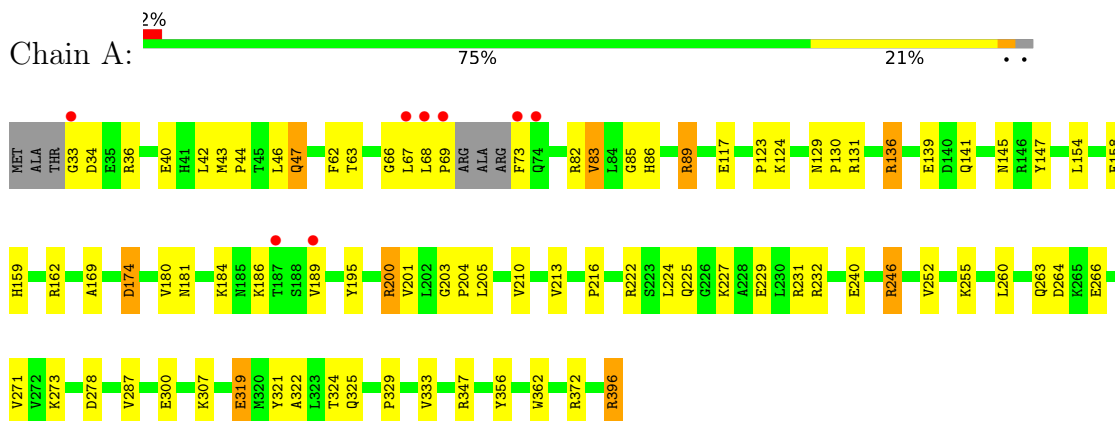 2%
Chain A:
75% 21% • •
MET ALA THR G33 D34 E35 R36 E40 H41 L42 M43 P44 T45 L46 Q47 F62 T63 G66 L67 L68 P69 ARG ALA ARG F73 Q74 R82 V83 L84 G85 H86 R89 E117 P123 K124 N129 P130 R131 R136 E139 D140 Q141 N145 R146 Y147 L154
H159 R162 A169 D174 V180 N181 K184 N185 K186 T187 S188 V189 Y195 R200 V201 L202 G203 P204 L205 V210 V213 P216 R222 S223 L224 Q225 G226 K227 A228 E229 L230 R231 R232 E240 R246 V252 K255 L260 Q263 D264 K265 E266
V271 V272 K273 D278 V287 E300 K307 E319 M320 Y321 A322 L323 T324 Q325 P329 V333 R347 Y356 W362 R372 R396